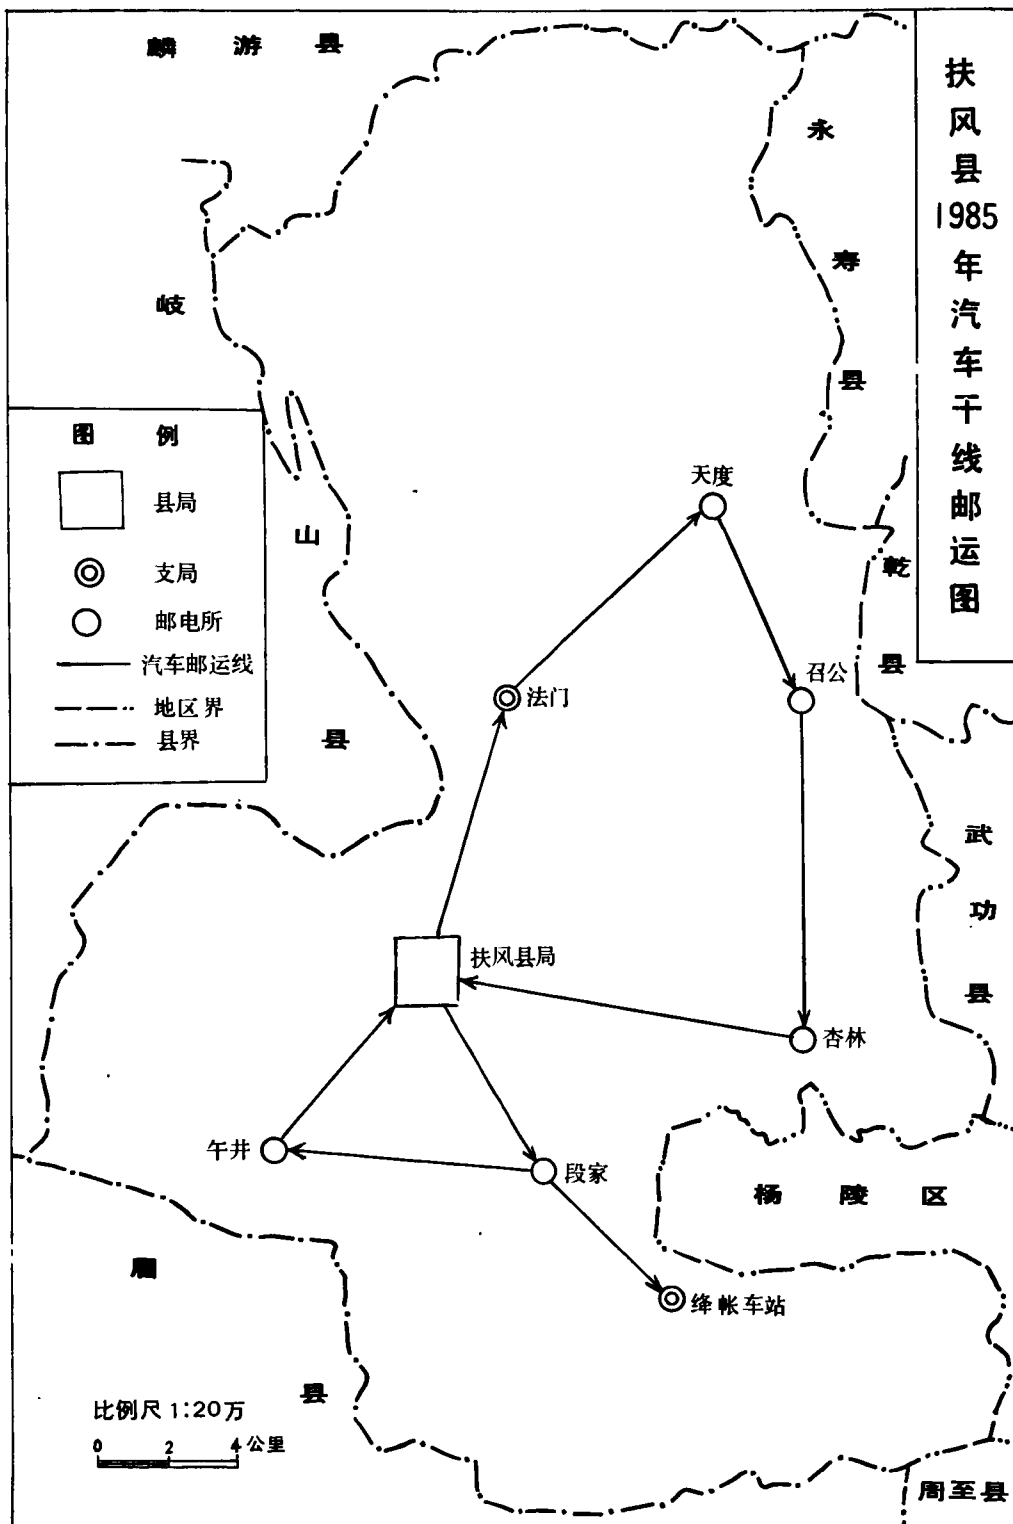 扶风县1985年汽车干线邮运图
麟游县
永寿县
岐山县
乾县
武功县
杨陵区
县
周至县
图例
县局
支局
邮电所
汽车邮运线
地区界
县界
天度
召公
法门
扶风县局
杏林
午井
段家
绛帐车站
比例尺 1:20万
0 2 4 公里